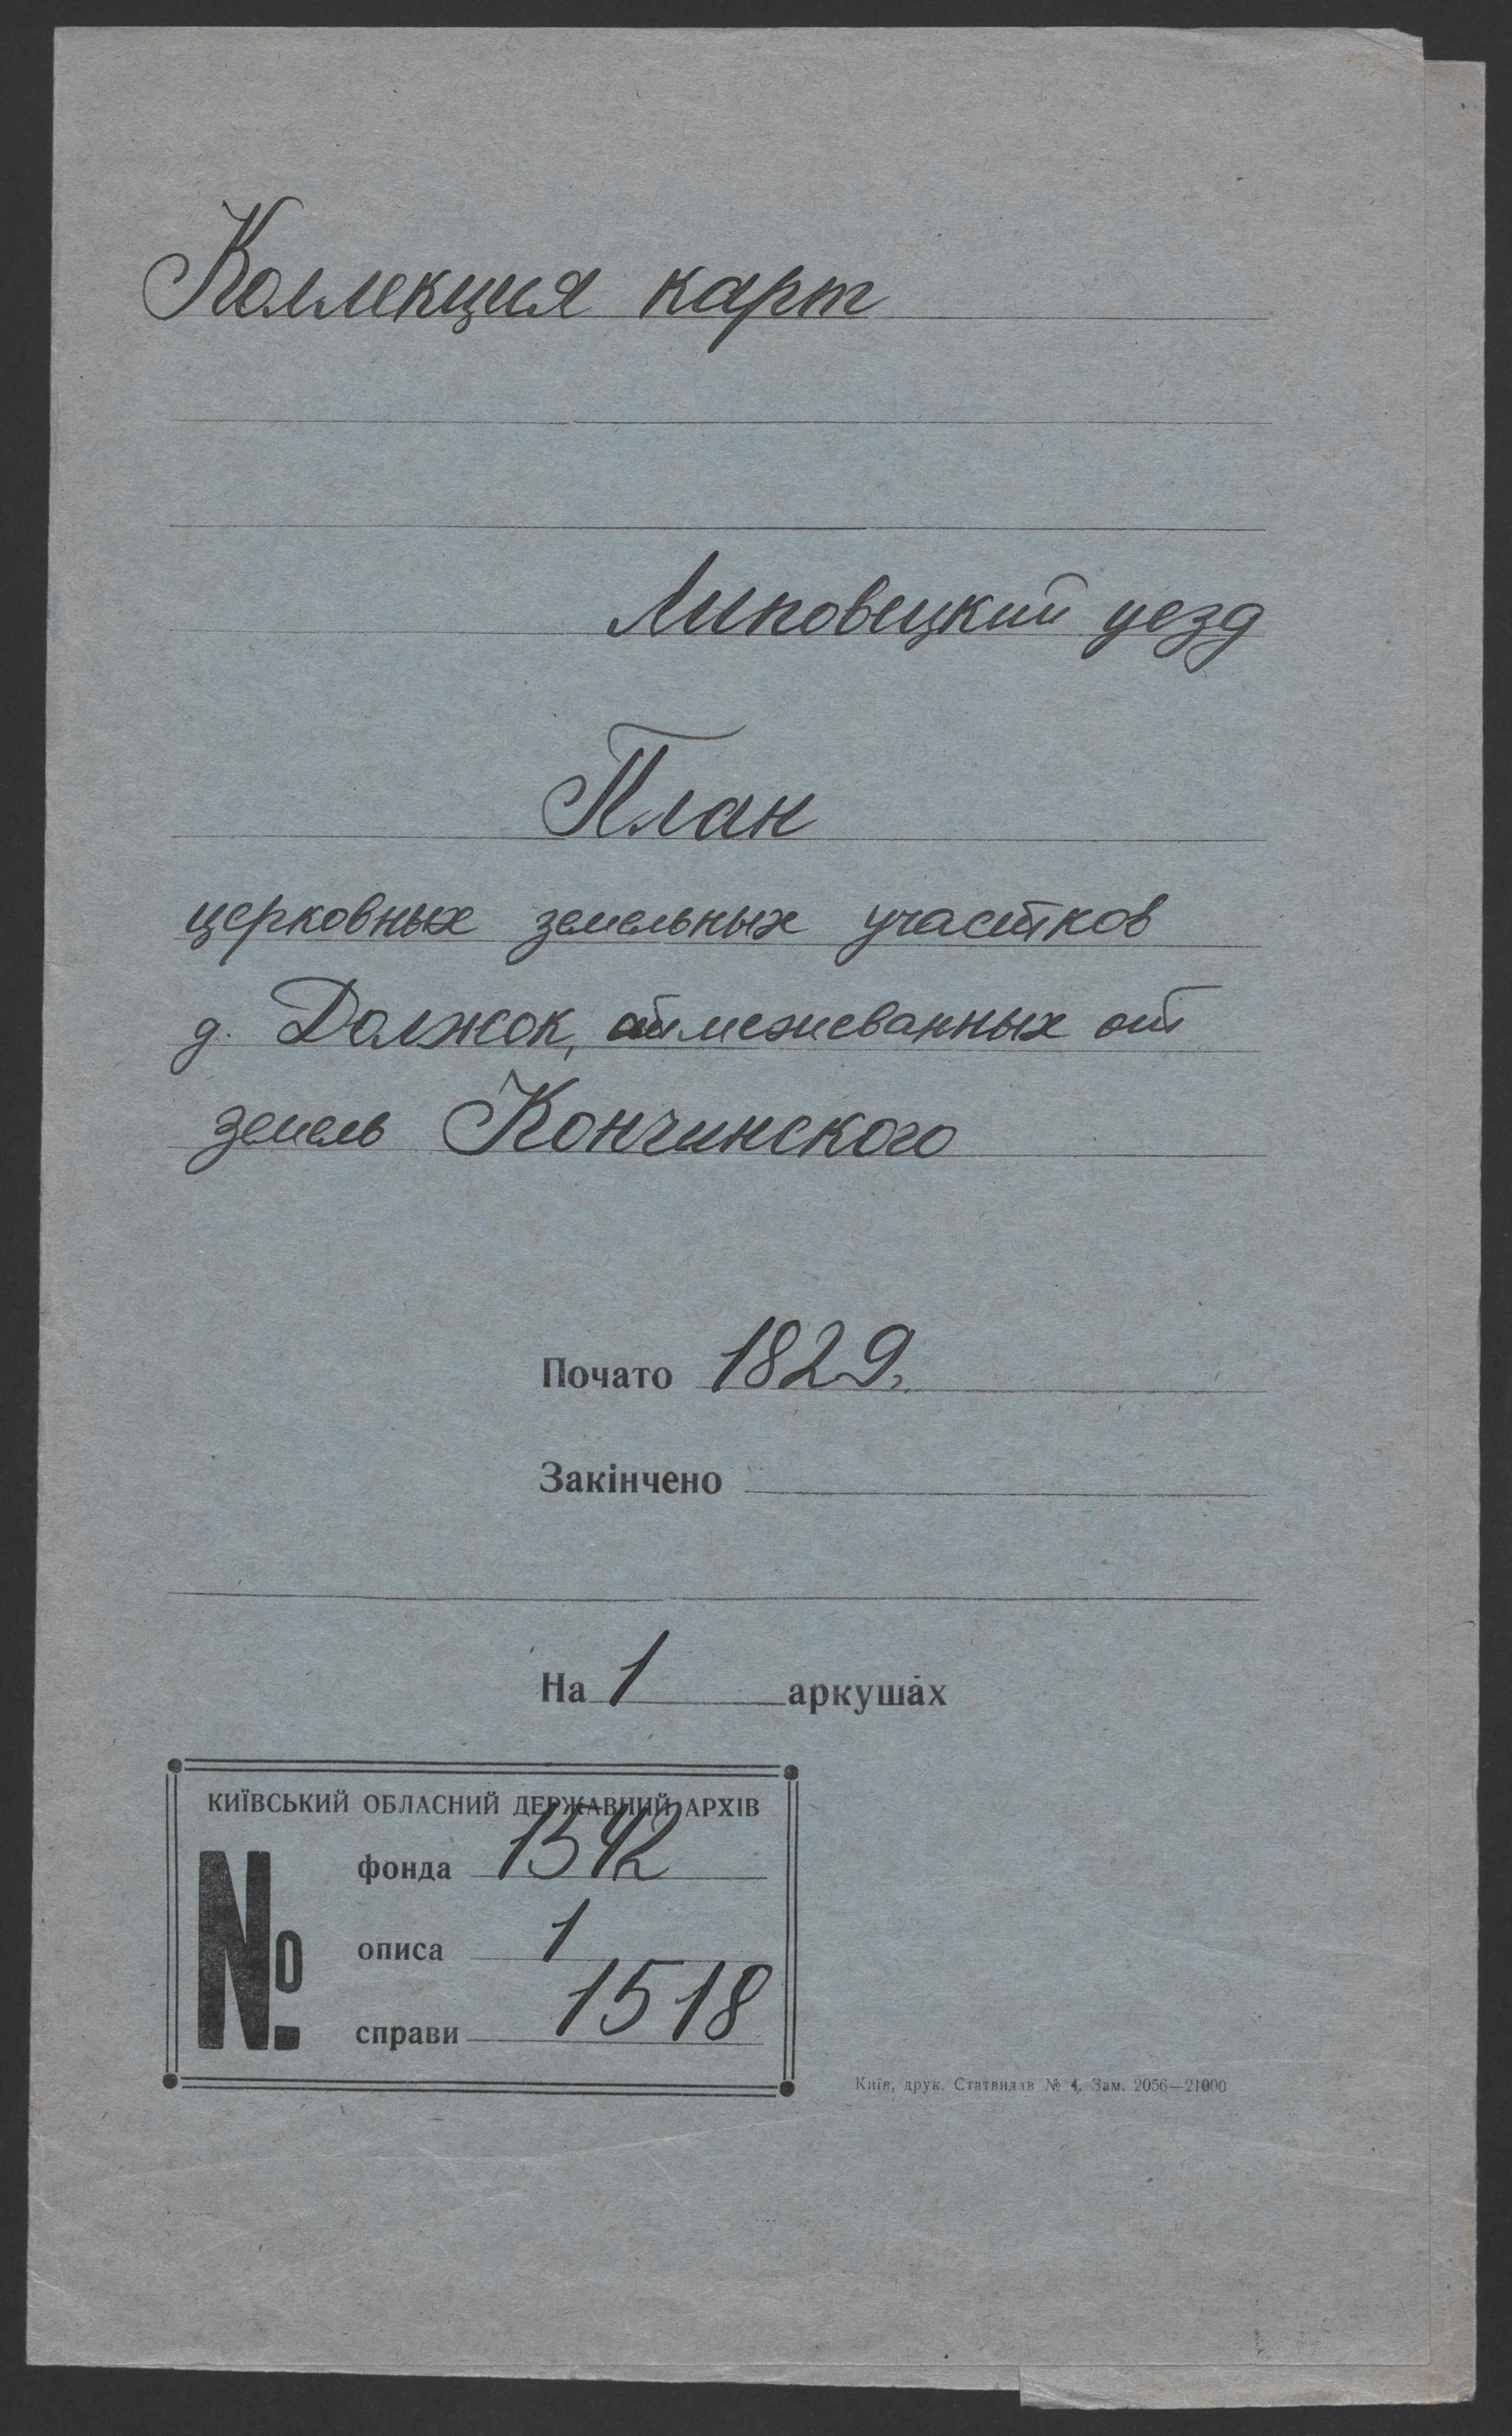 Коллекция карт
Липовецкий уезд
План
церковных земельных участков
д. Должок, отмежеванных от
земель Кончинского
Почато 1829.
Закінчено
На 1 аркушах
КИЇВСЬКИЙ ОБЛАСНИЙ ДЕРЖАВНИЙ АРХІВ
№
фонда 1542
описа 1
справи 1518
Київ, друк. Статвидав № 4. Зам. 2056—21000